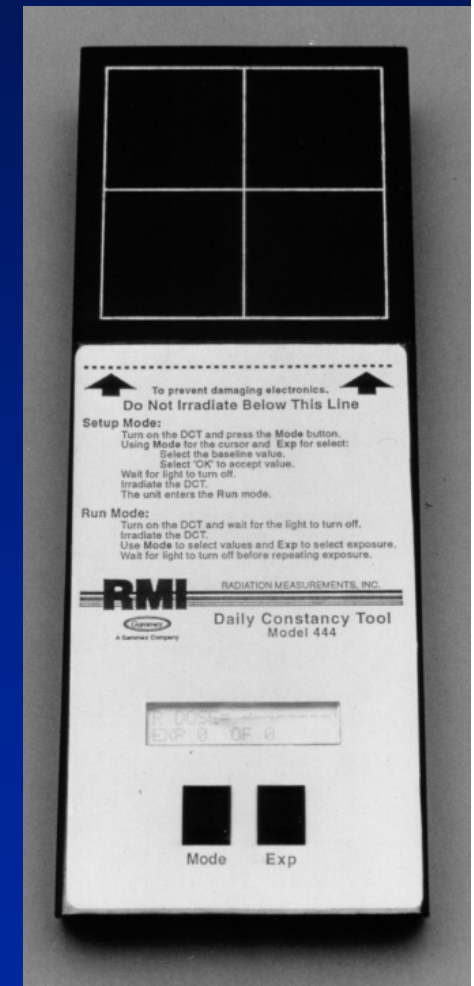 To prevent damaging electronics.
Do Not Irradiate Below This Line
Setup Mode:
Turn on the DCT and press the Mode button.
Using Mode for the cursor and Exp for select:
Select the baseline value.
Select 'OK' to accept value.
Wait for light to turn off.
Irradiate the DCT.
The unit enters the Run mode.
Run Mode:
Turn on the DCT and wait for the light to turn off.
Irradiate the DCT.
Use Mode to select values and Exp to select exposure.
Wait for light to turn off before repeating exposure.
RMI RADIATION MEASUREMENTS, INC.
Gammex
A Gammex Company
Daily Constancy Tool
Model 444
R DOSE=
EXP 0 OF 0
Mode Exp